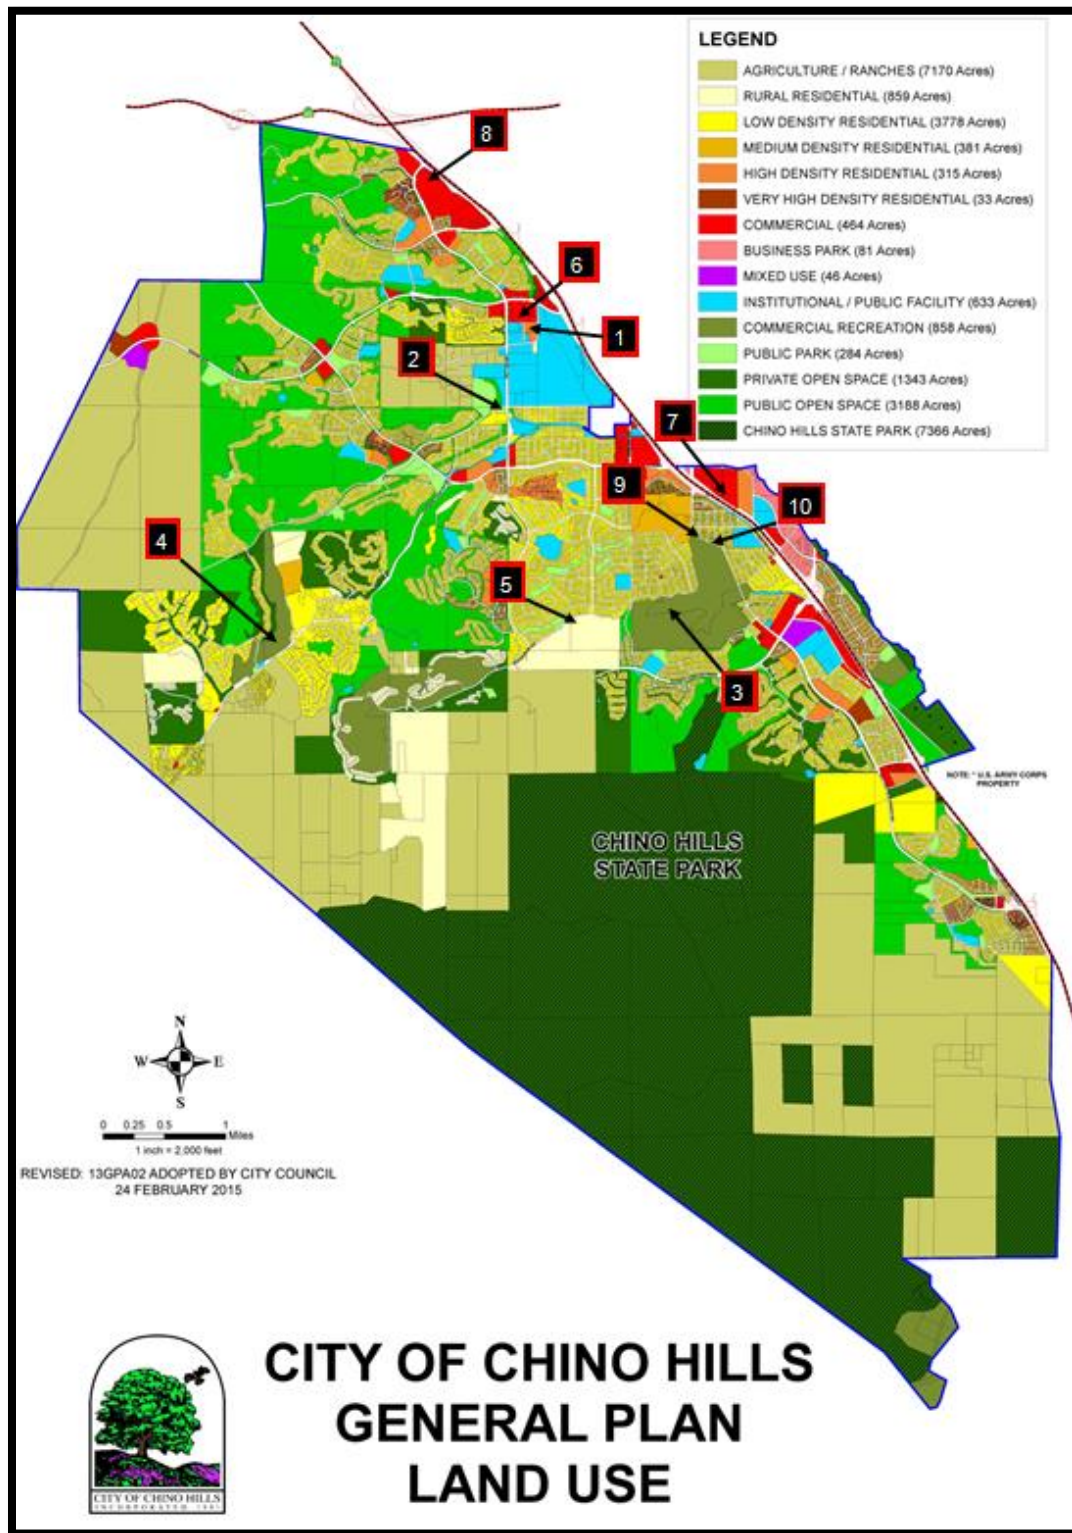 LEGEND
AGRICULTURE / RANCHES (7170 Acres)
RURAL RESIDENTIAL (859 Acres)
LOW DENSITY RESIDENTIAL (3778 Acres)
MEDIUM DENSITY RESIDENTIAL (381 Acres)
HIGH DENSITY RESIDENTIAL (315 Acres)
VERY HIGH DENSITY RESIDENTIAL (33 Acres)
COMMERCIAL (464 Acres)
BUSINESS PARK (81 Acres)
MIXED USE (46 Acres)
INSTITUTIONAL / PUBLIC FACILITY (633 Acres)
COMMERCIAL RECREATION (858 Acres)
PUBLIC PARK (284 Acres)
PRIVATE OPEN SPACE (1343 Acres)
PUBLIC OPEN SPACE (3188 Acres)
CHINO HILLS STATE PARK (7366 Acres)
8
6
1
2
7
9
10
4
5
3
NOTE: * U.S. ARMY CORPS
PROPERTY
CHINO HILLS
STATE PARK
N
W E
S
0 0.25 0.5 1
Miles
1 inch = 2,000 feet
REVISED: 13GPA02 ADOPTED BY CITY COUNCIL
24 FEBRUARY 2015
CITY OF CHINO HILLS
GENERAL PLAN
LAND USE
CITY OF CHINO HILLS
INCORPORATED 1991